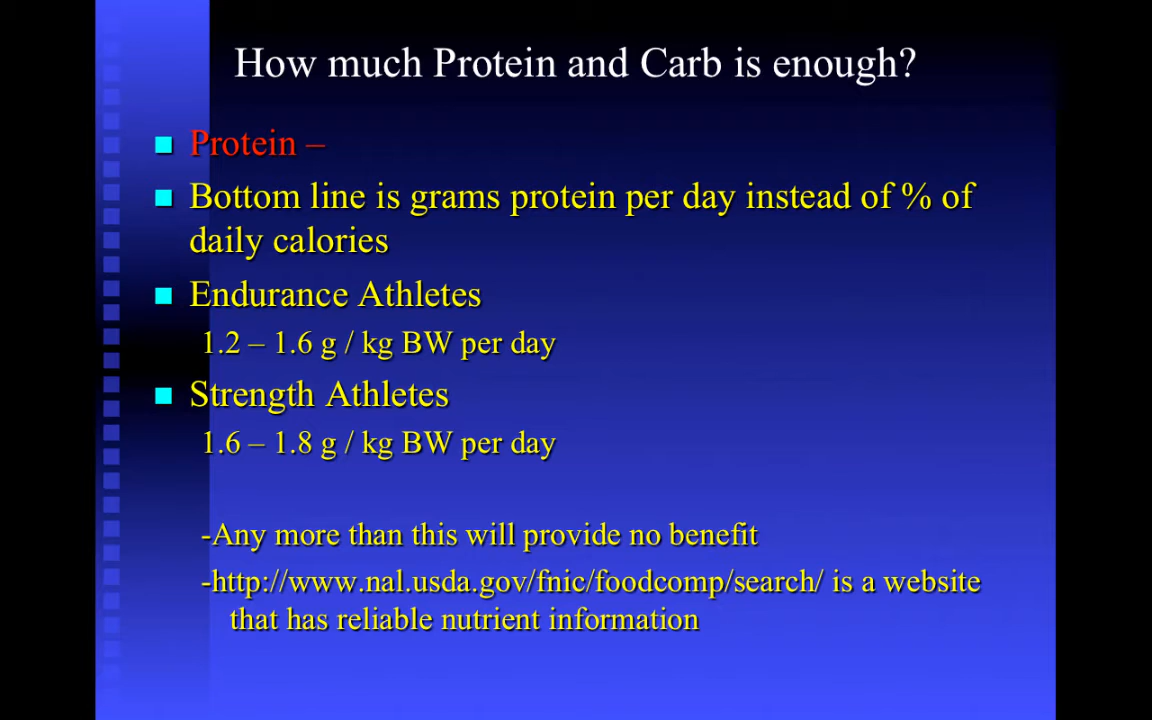 How much Protein and Carb is enough?
Protein –
Bottom line is grams protein per day instead of % of
daily calories
Endurance Athletes
1.2 – 1.6 g / kg BW per day
Strength Athletes
1.6 – 1.8 g / kg BW per day
-Any more than this will provide no benefit
-http://www.nal.usda.gov/fnic/foodcomp/search/ is a website
that has reliable nutrient information